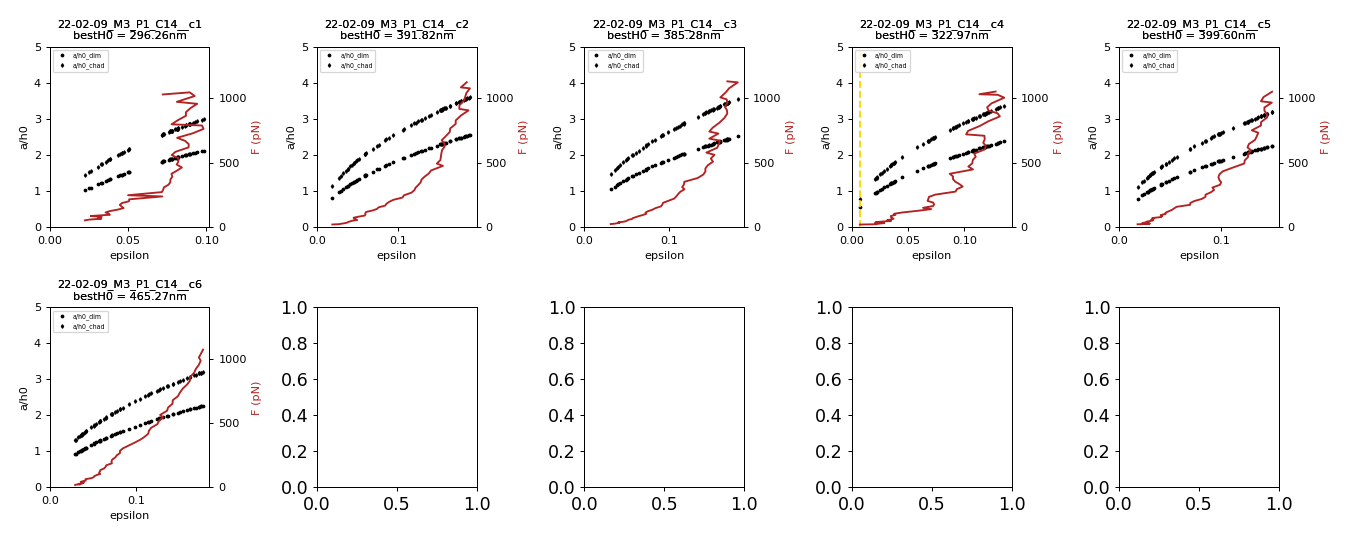 22-02-09_M3_P1_C14__c1
bestH0 = 296.26nm
22-02-09_M3_P1_C14__c2
bestH0 = 391.82nm
22-02-09_M3_P1_C14__c3
bestH0 = 385.28nm
22-02-09_M3_P1_C14__c4
bestH0 = 322.97nm
22-02-09_M3_P1_C14__c5
bestH0 = 399.60nm
5
4
3
2
1
0
a/h0
a/h0_dim
a/h0_chad
1000
500
0
F (pN)
0.00
0.05
0.10
epsilon
5
4
3
2
1
0
a/h0
a/h0_dim
a/h0_chad
1000
500
0
F (pN)
0.0
0.1
epsilon
5
4
3
2
1
0
a/h0
a/h0_dim
a/h0_chad
1000
500
0
F (pN)
0.0
0.1
epsilon
5
4
3
2
1
0
a/h0
a/h0_dim
a/h0_chad
1000
500
0
F (pN)
0.00
0.05
0.10
epsilon
5
4
3
2
1
0
a/h0
a/h0_dim
a/h0_chad
1000
500
0
F (pN)
0.0
0.1
epsilon
22-02-09_M3_P1_C14__c6
bestH0 = 465.27nm
5
4
3
2
1
0
a/h0
a/h0_dim
a/h0_chad
1000
500
0
F (pN)
0.0
0.1
epsilon
1.0
0.8
0.6
0.4
0.2
0.0
0.0
0.5
1.0
1.0
0.8
0.6
0.4
0.2
0.0
0.0
0.5
1.0
1.0
0.8
0.6
0.4
0.2
0.0
0.0
0.5
1.0
1.0
0.8
0.6
0.4
0.2
0.0
0.0
0.5
1.0